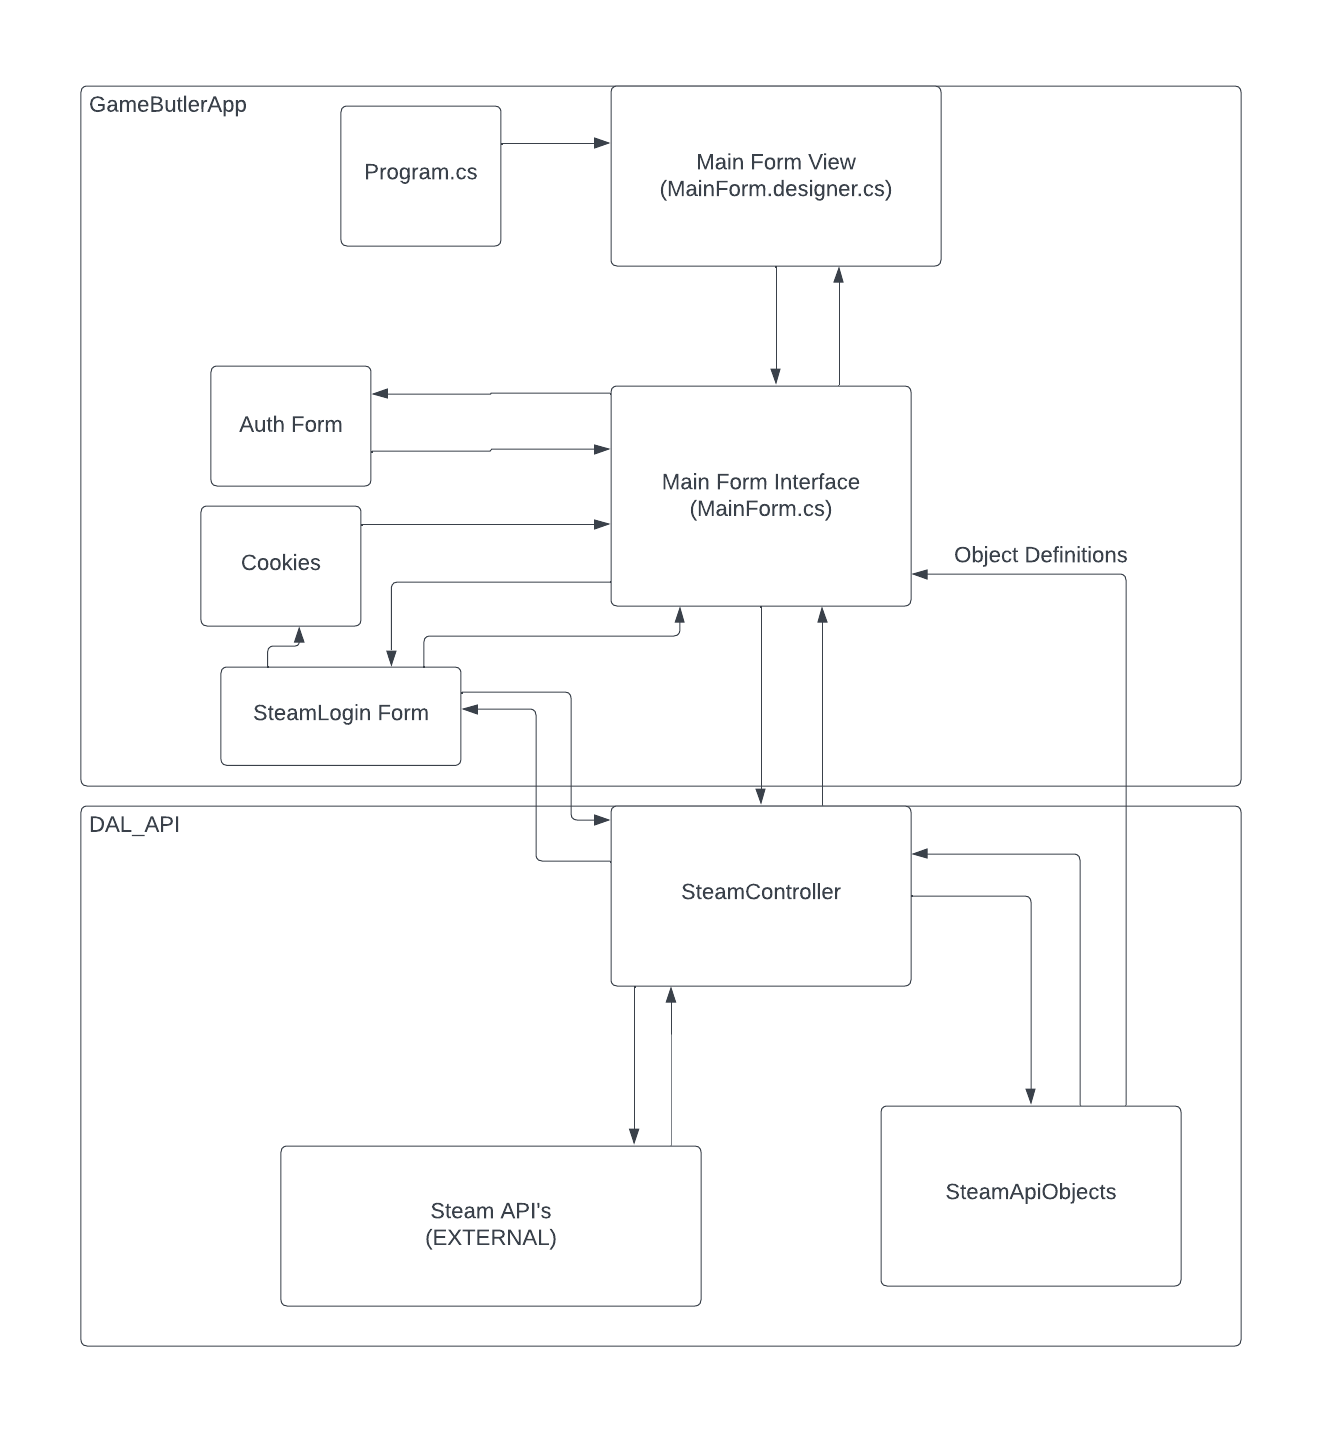 GameButlerApp
Program.cs
Main Form View
(MainForm.designer.cs)
Auth Form
Main Form Interface
(MainForm.cs)
Cookies
Object Definitions
SteamLogin Form
DAL_API
SteamController
SteamApiObjects
Steam API's
(EXTERNAL)